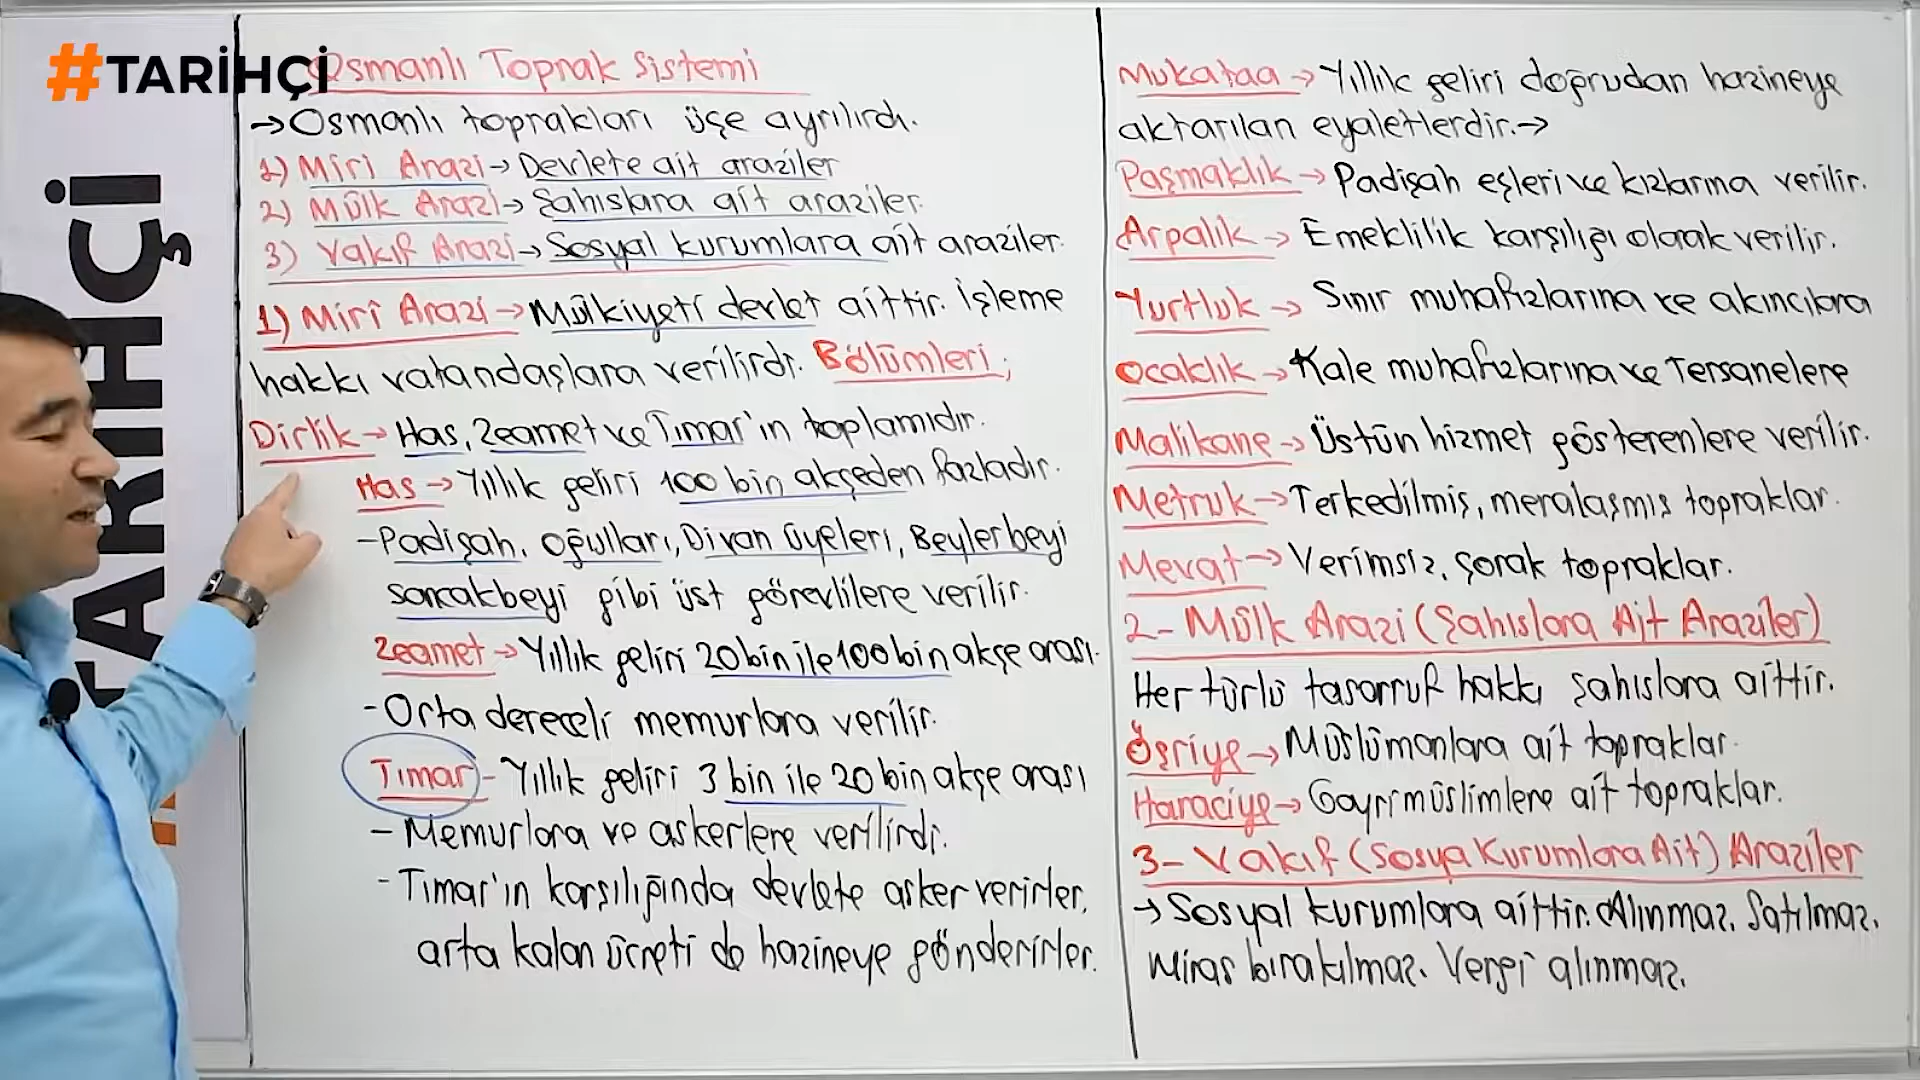 #TARİHÇİ
TARİHÇİ
Osmanlı Toprak Sistemi
→Osmanlı toprakları üçe ayrılırdı.
1) Miri Arazi→Devlete ait araziler
2) Mülk Arazi→Şahıslara ait araziler.
3) Vakıf Arazi→Sosyal kurumlara ait araziler.
1) Mirî Arazi→Mülkiyeti devlet aittir. İşleme
hakkı vatandaşlara verilirdi. Bölümleri;
Dirlik→Has, Zeamet ve Tımar'ın toplamıdır.
Has→Yıllık geliri 100 bin akçeden fazladır.
-Padişah, oğulları, Divan üyeleri, Beylerbeyi
sancakbeyi gibi üst görevlilere verilir.
Zeamet→Yıllık geliri 20 bin ile 100 bin akçe arası.
-Orta dereceli memurlara verilir.
Tımar-Yıllık geliri 3 bin ile 20 bin akçe arası
-Memurlara ve askerlere verilirdi.
-Tımar'ın karşılığında devlete asker verirler.
arta kalan ücreti de hazineye gönderirler.
Mukataa→Yıllık geliri doğrudan hazineye
aktarılan eyaletlerdir.→
Paşmaklık→Padişah eşleri ve kızlarına verilir.
Arpalık→Emeklilik karşılığı olarak verilir.
Yurtluk→Sınır muhafızlarına ve akıncılara
Ocaklık→Kale muhafızlarına ve Tersanelere
Malikane→Üstün hizmet gösterenlere verilir.
Metruk→Terkedilmiş, meralaşmış topraklar.
Mevat→Verimsiz, çorak topraklar.
2- Mülk Arazi (Şahıslara Ait Araziler)
Her türlü tasarruf hakkı şahıslara aittir.
Öşriye→Müslümanlara ait topraklar.
Haraciye→Gayrimüslimlere ait topraklar.
3- Vakıf (Sosya Kurumlara Ait) Araziler
→Sosyal kurumlara aittir. Alınmaz. Satılmaz.
Miras bırakılmaz. Vergi alınmaz.